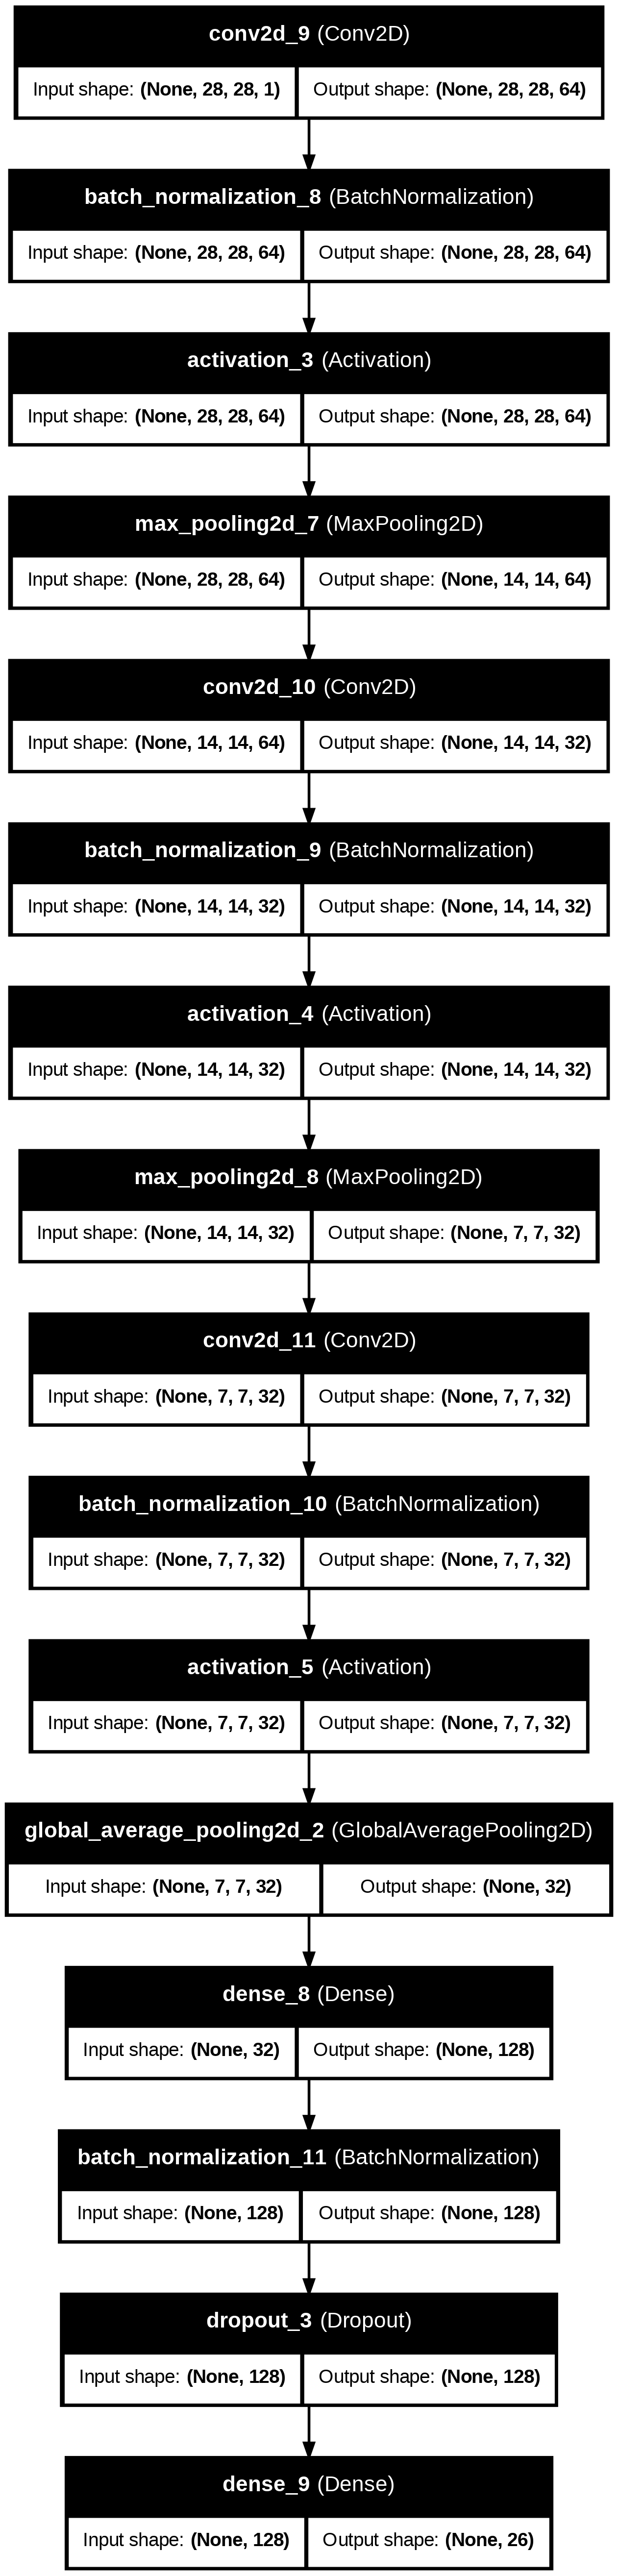 conv2d_9 (Conv2D)
Input shape: (None, 28, 28, 1) Output shape: (None, 28, 28, 64)
batch_normalization_8 (BatchNormalization)
Input shape: (None, 28, 28, 64) Output shape: (None, 28, 28, 64)
activation_3 (Activation)
Input shape: (None, 28, 28, 64) Output shape: (None, 28, 28, 64)
max_pooling2d_7 (MaxPooling2D)
Input shape: (None, 28, 28, 64) Output shape: (None, 14, 14, 64)
conv2d_10 (Conv2D)
Input shape: (None, 14, 14, 64) Output shape: (None, 14, 14, 32)
batch_normalization_9 (BatchNormalization)
Input shape: (None, 14, 14, 32) Output shape: (None, 14, 14, 32)
activation_4 (Activation)
Input shape: (None, 14, 14, 32) Output shape: (None, 14, 14, 32)
max_pooling2d_8 (MaxPooling2D)
Input shape: (None, 14, 14, 32) Output shape: (None, 7, 7, 32)
conv2d_11 (Conv2D)
Input shape: (None, 7, 7, 32) Output shape: (None, 7, 7, 32)
batch_normalization_10 (BatchNormalization)
Input shape: (None, 7, 7, 32) Output shape: (None, 7, 7, 32)
activation_5 (Activation)
Input shape: (None, 7, 7, 32) Output shape: (None, 7, 7, 32)
global_average_pooling2d_2 (GlobalAveragePooling2D)
Input shape: (None, 7, 7, 32) Output shape: (None, 32)
dense_8 (Dense)
Input shape: (None, 32) Output shape: (None, 128)
batch_normalization_11 (BatchNormalization)
Input shape: (None, 128) Output shape: (None, 128)
dropout_3 (Dropout)
Input shape: (None, 128) Output shape: (None, 128)
dense_9 (Dense)
Input shape: (None, 128) Output shape: (None, 26)